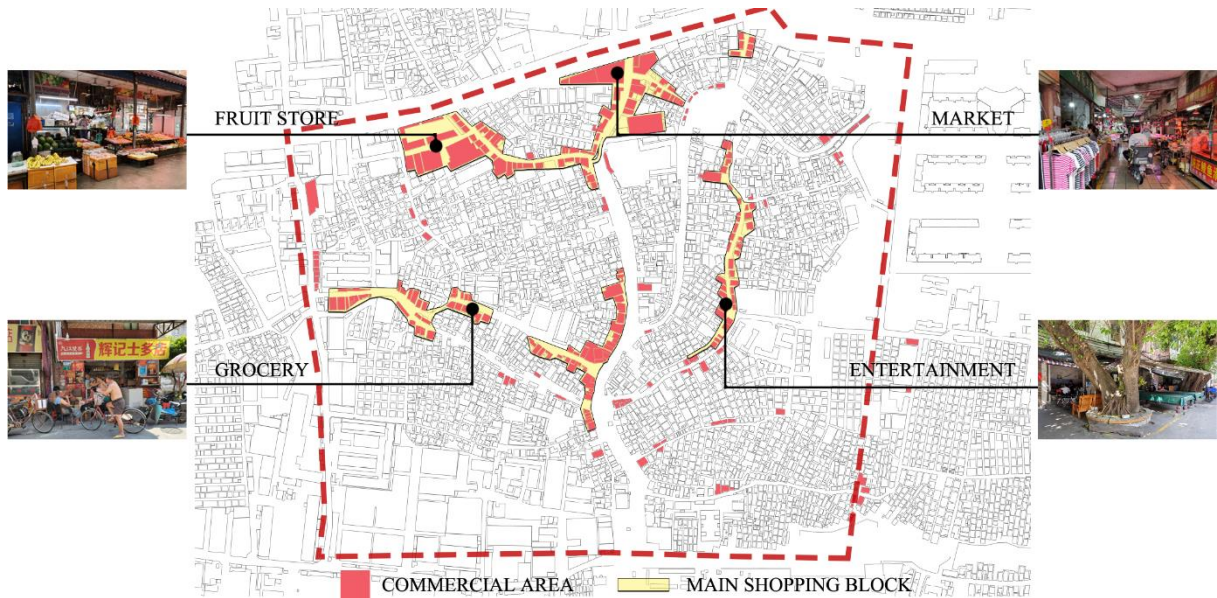 FRUIT STORE
MARKET
辉记士多店
GROCERY
ENTERTAINMENT
COMMERCIAL AREA
MAIN SHOPPING BLOCK